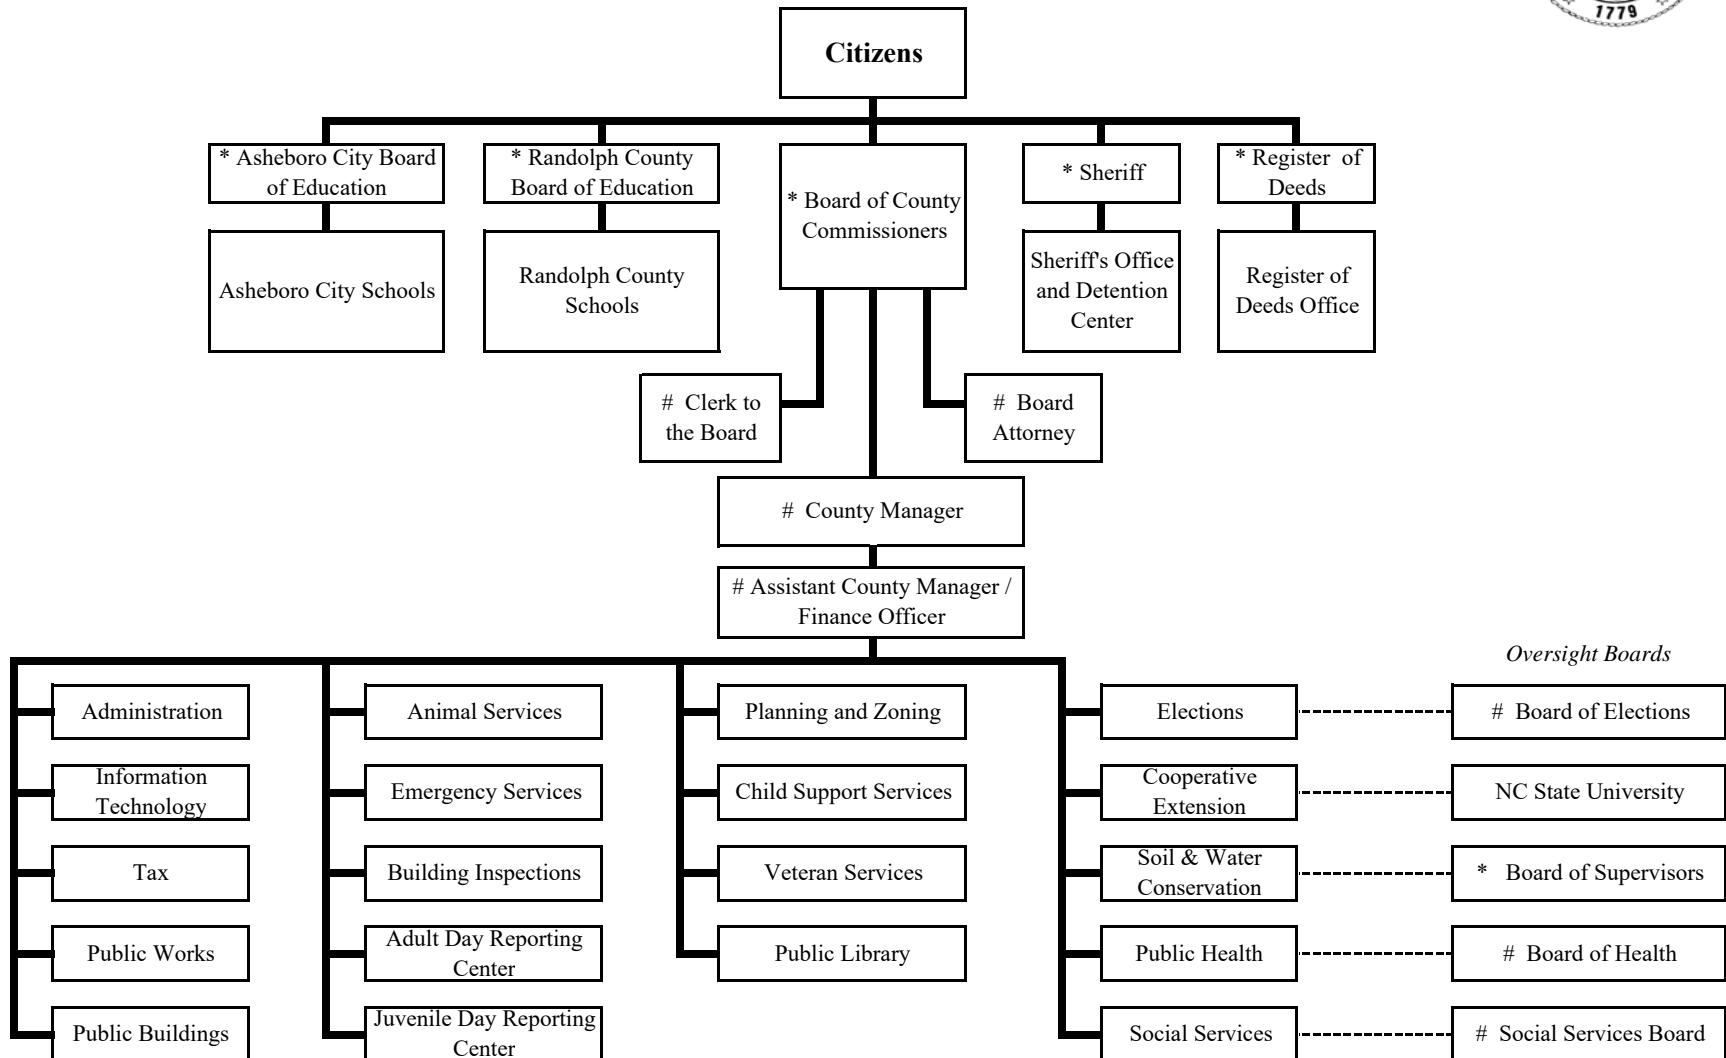 1779
Citizens
* Asheboro City Board
of Education
* Randolph County
Board of Education
* Board of County
Commissioners
* Sheriff
* Register of
Deeds
Asheboro City Schools
Randolph County
Schools
Sheriff's Office
and Detention
Center
Register of
Deeds Office
# Clerk to
the Board
# Board
Attorney
# County Manager
# Assistant County Manager /
Finance Officer
Oversight Boards
Administration
Animal Services
Planning and Zoning
Elections
# Board of Elections
Information
Technology
Emergency Services
Child Support Services
Cooperative
Extension
NC State University
Tax
Building Inspections
Veteran Services
Soil & Water
Conservation
* Board of Supervisors
Public Works
Adult Day Reporting
Center
Public Library
Public Health
# Board of Health
Public Buildings
Juvenile Day Reporting
Center
Social Services
# Social Services Board